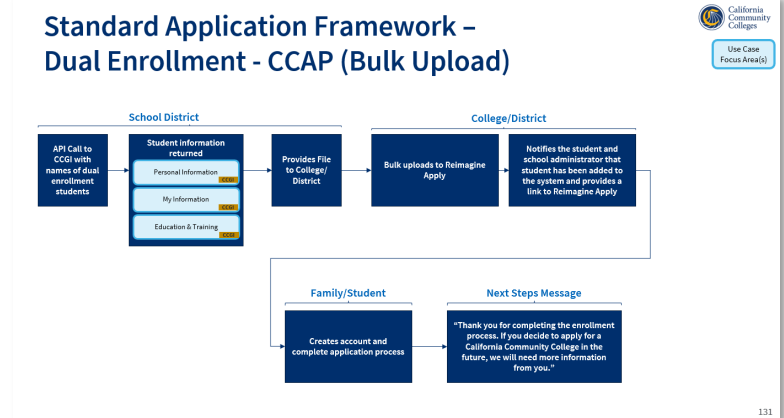 Standard Application Framework –
Dual Enrollment - CCAP (Bulk Upload)
California
Community
Colleges
Use Case
Focus Area(s)
School District
College/District
API Call to
CCGI with
names of dual
enrollment
students
Student information
returned
Personal Information
CCGI
My Information
CCGI
Education & Training
CCGI
Provides File
to College/
District
Bulk uploads to Reimagine
Apply
Notifies the student and
school administrator that
student has been added to
the system and provides a
link to Reimagine Apply
Family/Student
Next Steps Message
Creates account and
complete application process
“Thank you for completing the enrollment
process. If you decide to apply for a
California Community College in the
future, we will need more information
from you.”
131